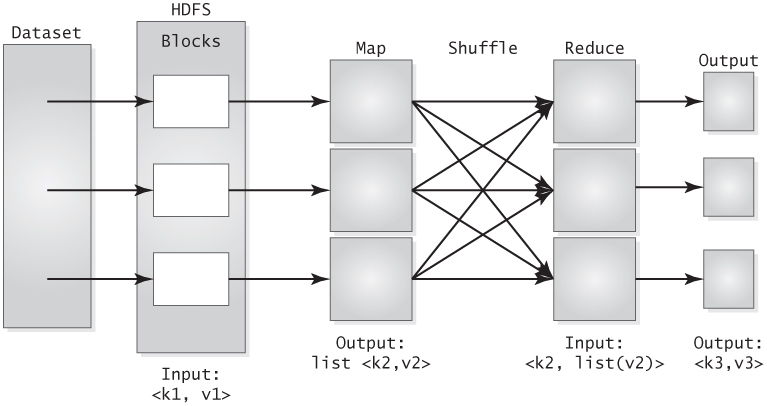 HDFS
Dataset
Blocks
Map
Shuffle
Reduce
Output
Output:
list <k2,v2>
Input:
<k2, list(v2)>
Output:
<k3,v3>
Input:
<k1, v1>